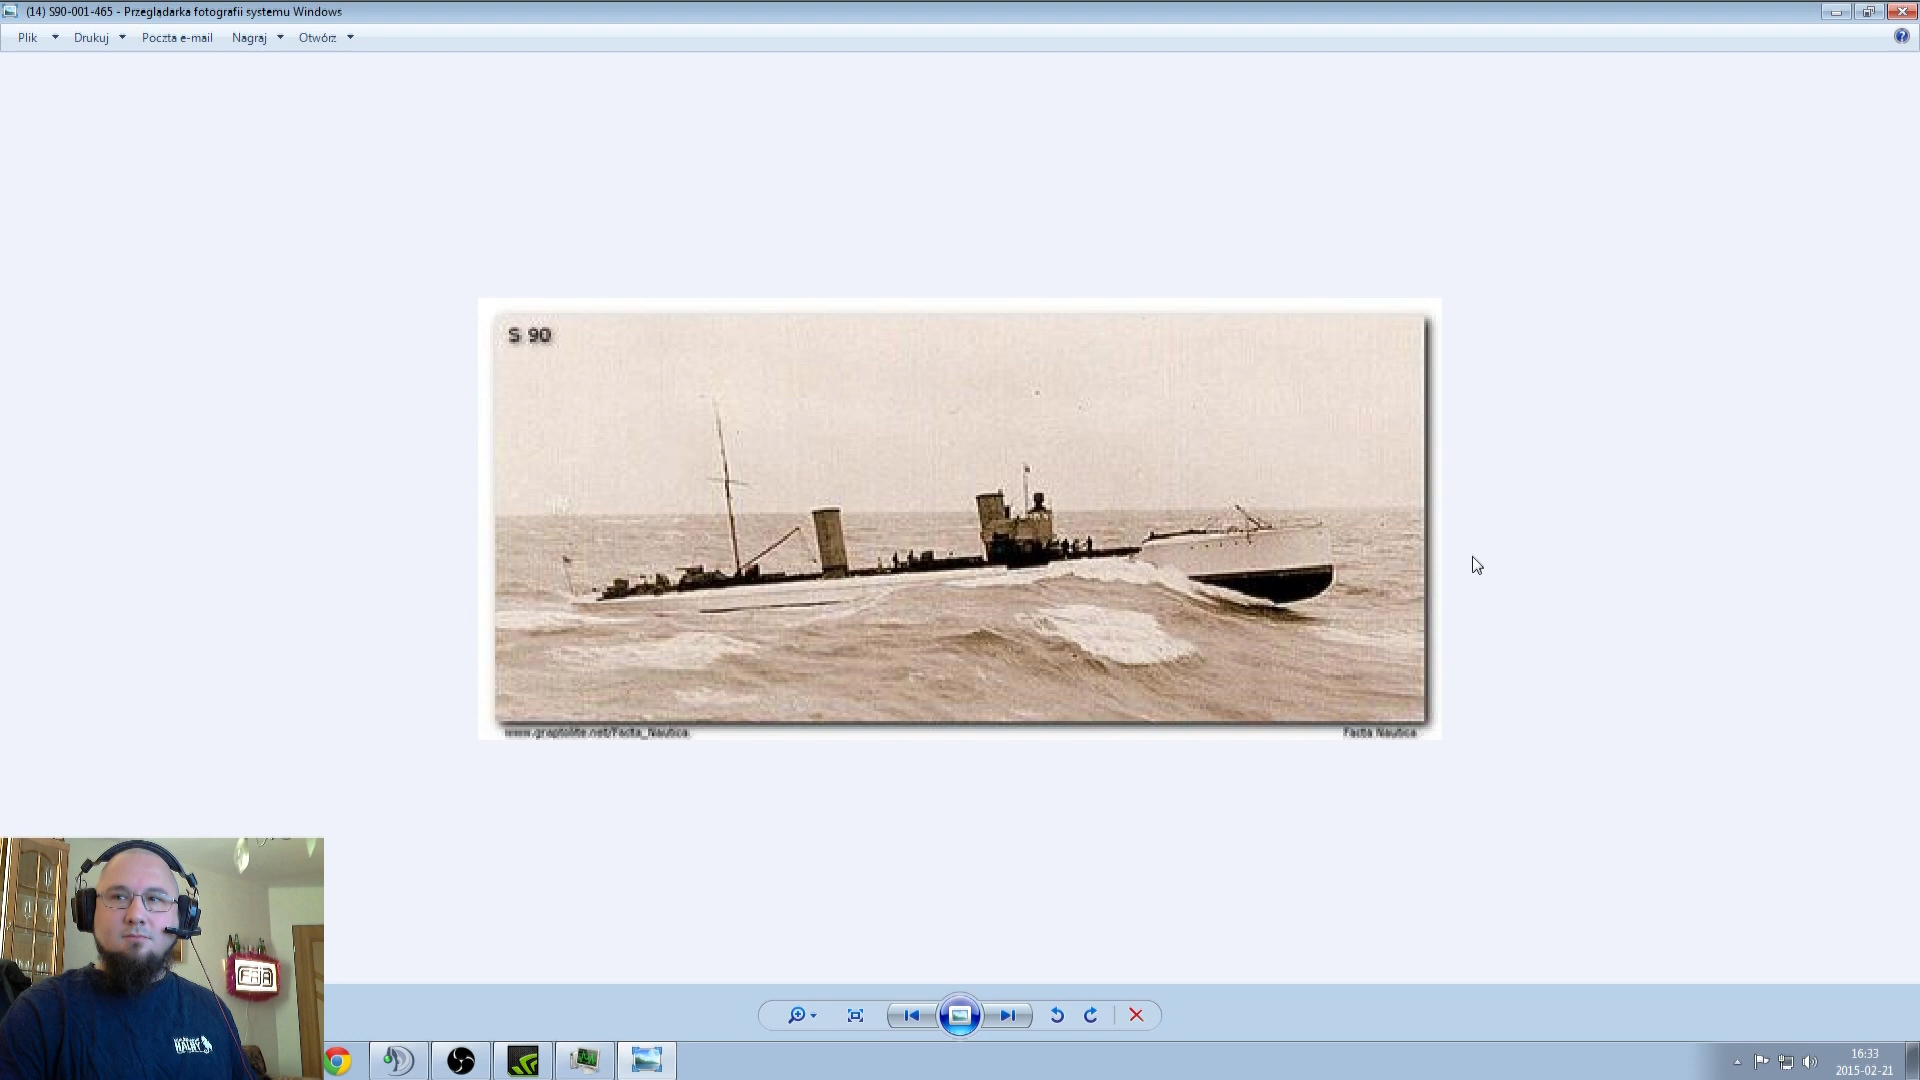 (14) S90-001-465 - Przeglądarka fotografii systemu Windows
Plik Drukuj Poczta e-mail Nagraj Otwórz
S 90
www.graptolite.net/Facta_Nautica
Facta Nautica
FAJA
16:33
2015-02-21